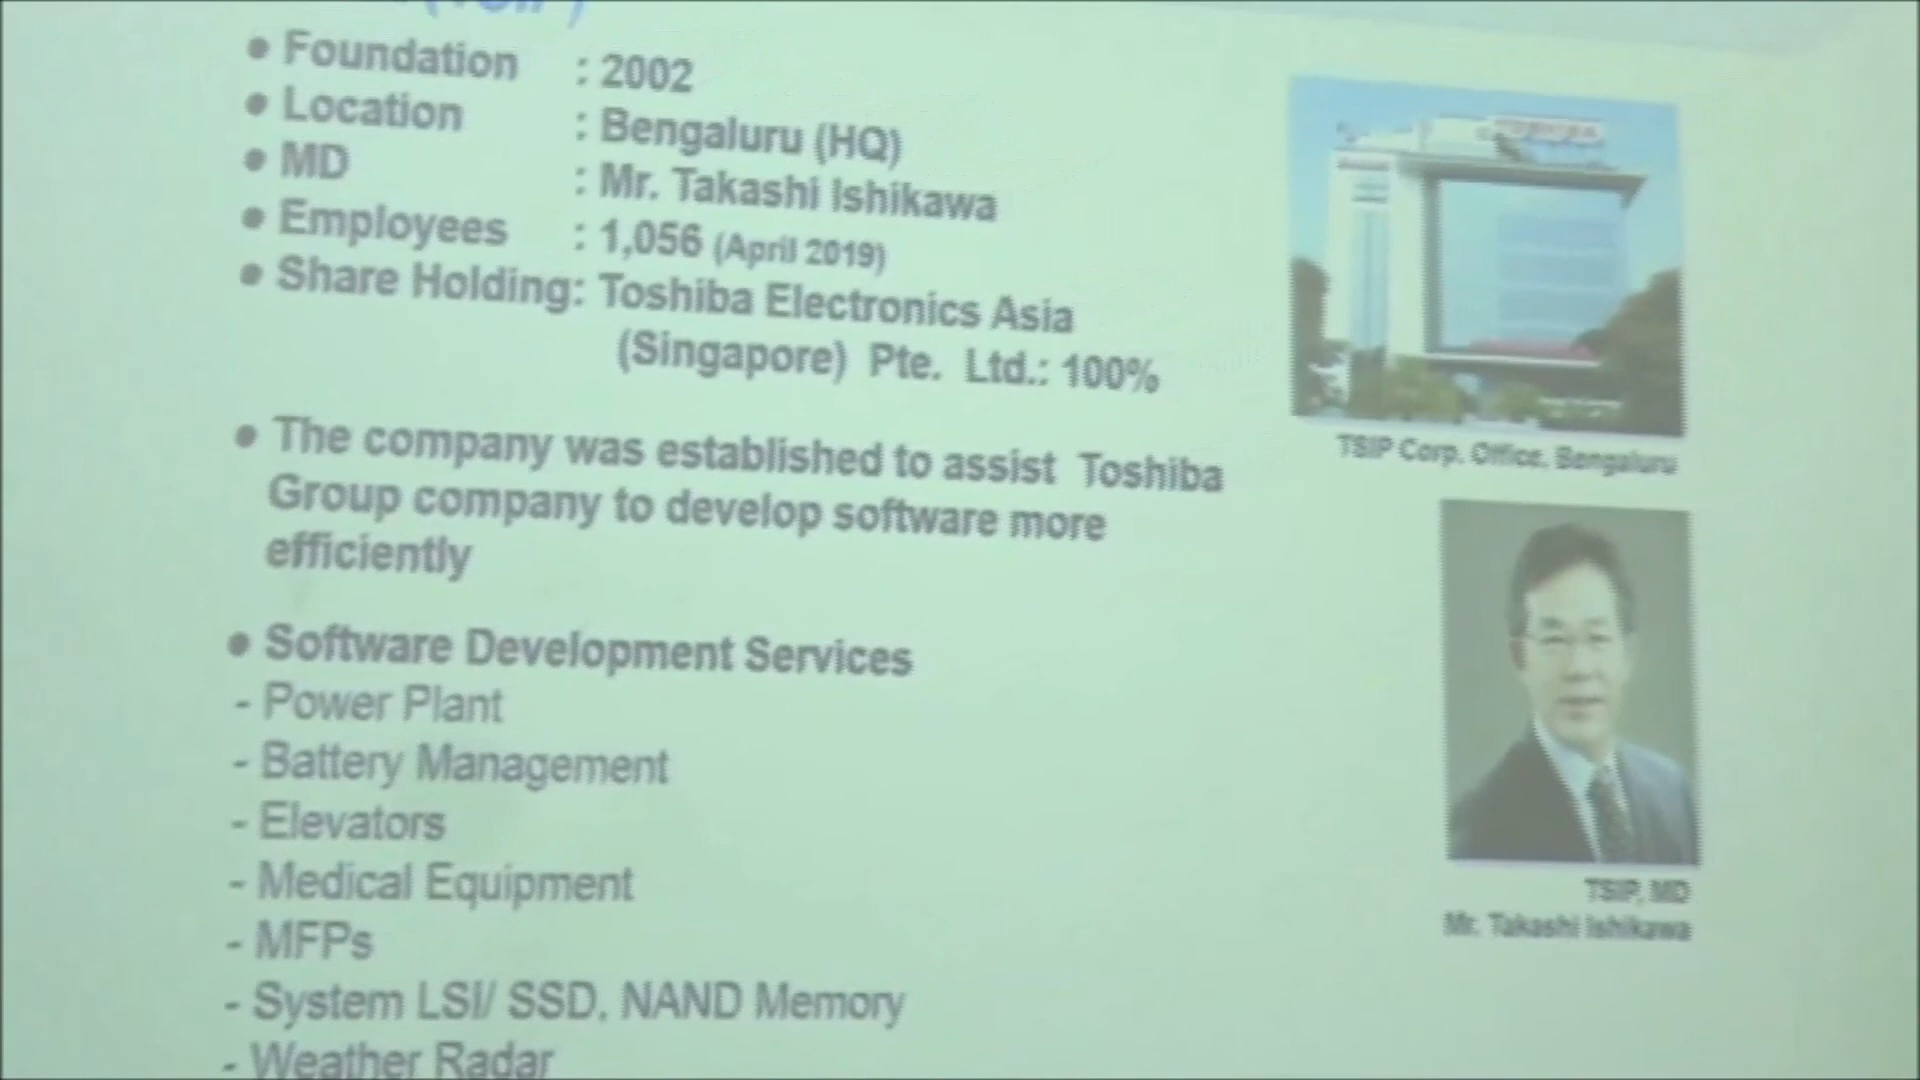 (TSIP)
● Foundation : 2002
● Location : Bengaluru (HQ)
● MD : Mr. Takashi Ishikawa
● Employees : 1,056 (April 2019)
● Share Holding: Toshiba Electronics Asia
(Singapore) Pte. Ltd.: 100%
● The company was established to assist Toshiba
Group company to develop software more
efficiently
● Software Development Services
- Power Plant
- Battery Management
- Elevators
- Medical Equipment
- MFPs
- System LSI/ SSD, NAND Memory
- Weather Radar
TOSHIBA
TSIP Corp. Office, Bengaluru
TSIP, MD
Mr. Takashi Ishikawa